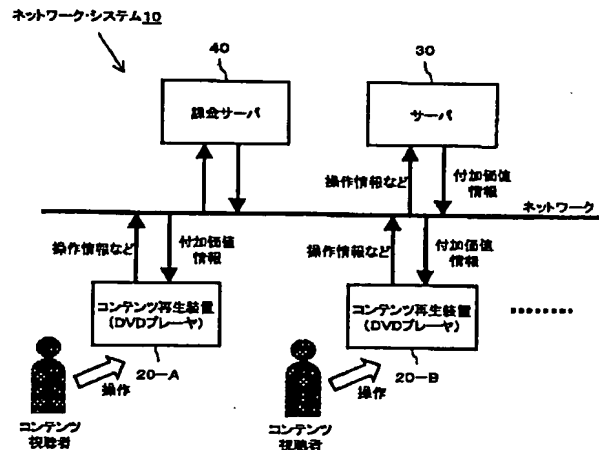 ネットワーク・システム10
40
30
課金サーバ
サーバ
操作情報など
付加価値
情報
ネットワーク
操作情報など
付加価値
情報
操作情報など
付加価値
情報
コンテンツ再生装置
(DVDプレーヤ)
コンテンツ再生装置
(DVDプレーヤ)
操作
20-A
操作
20-B
コンテンツ
視聴者
コンテンツ
視聴者